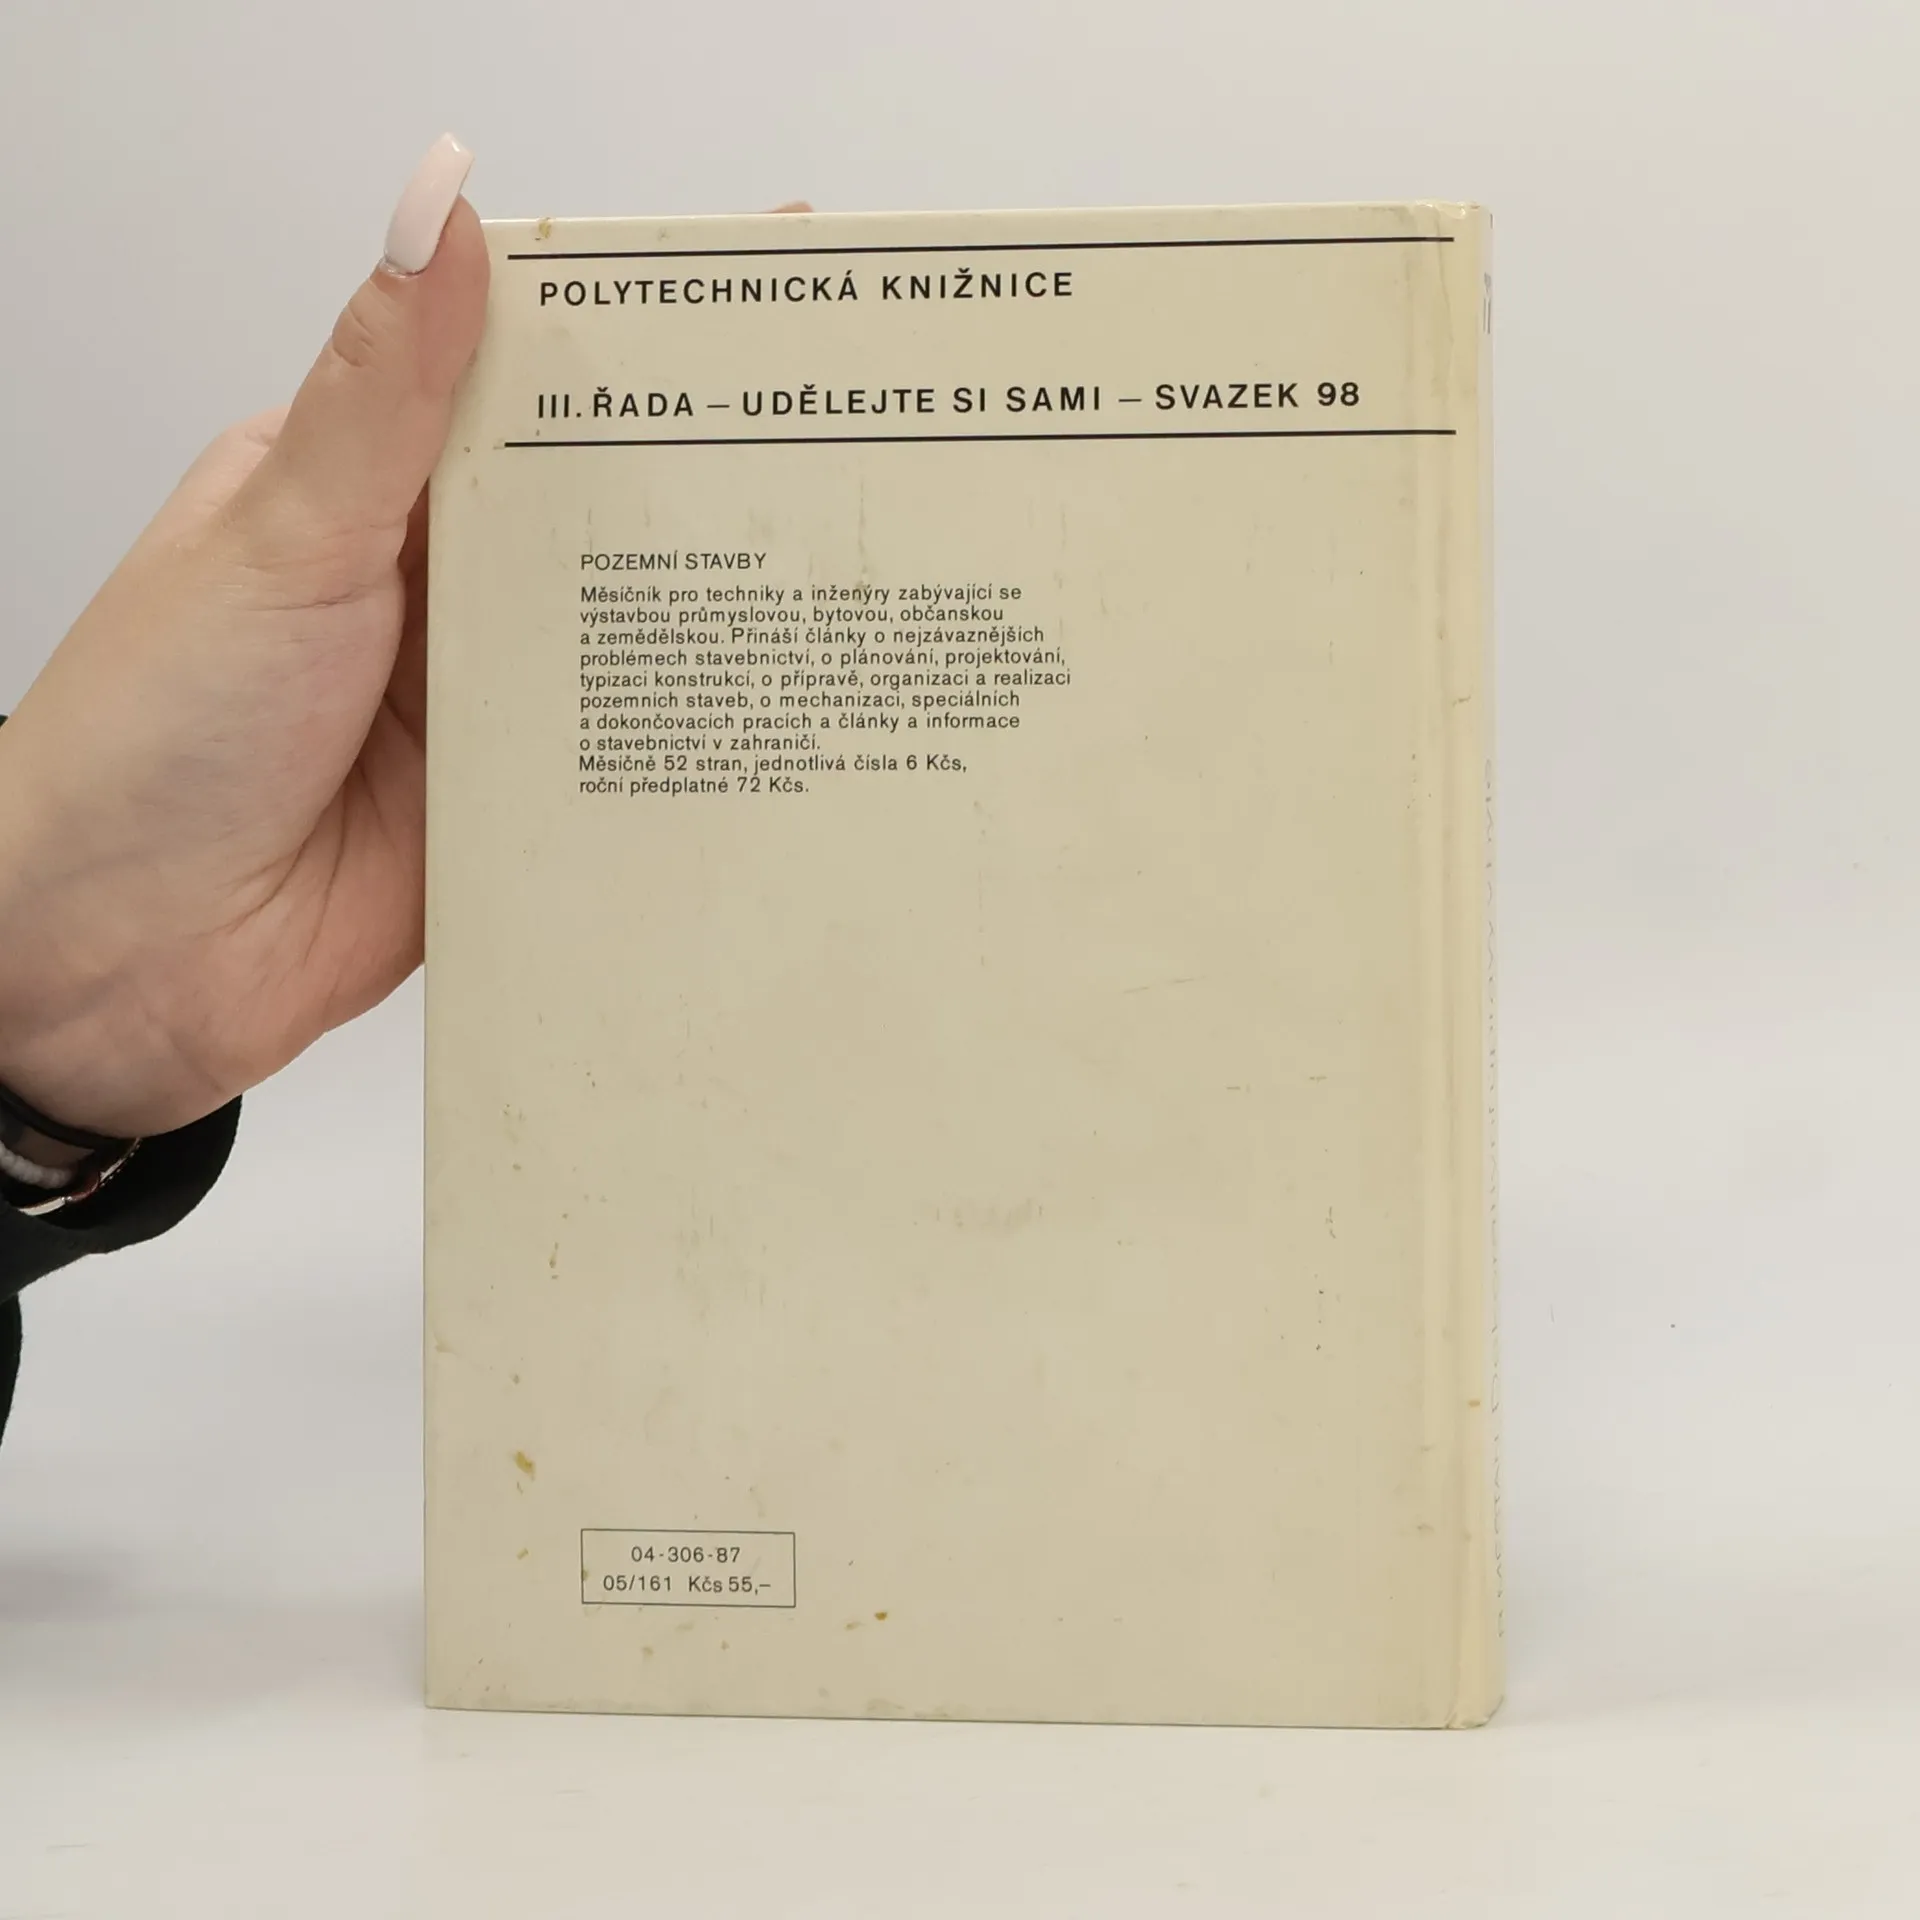 POLYTECHNICKÁ KNIŽNICE
III. ŘADA – UDĚLEJTE SI SAMI – SVAZEK 98
POZEMNÍ STAVBY
Měsíčník pro techniky a inženýry zabývající se
výstavbou průmyslovou, bytovou, občanskou
a zemědělskou. Přináší články o nejzávaznějších
problémech stavebnictví, o plánování, projektování,
typizaci konstrukcí, o přípravě, organizaci a realizaci
pozemních staveb, o mechanizaci, speciálních
a dokončovacích pracích a články a informace
o stavebnictví v zahraničí.
Měsíčně 52 stran, jednotlivá čísla 6 Kčs,
roční předplatné 72 Kčs.
04-306-87
05/161 Kčs 55,–